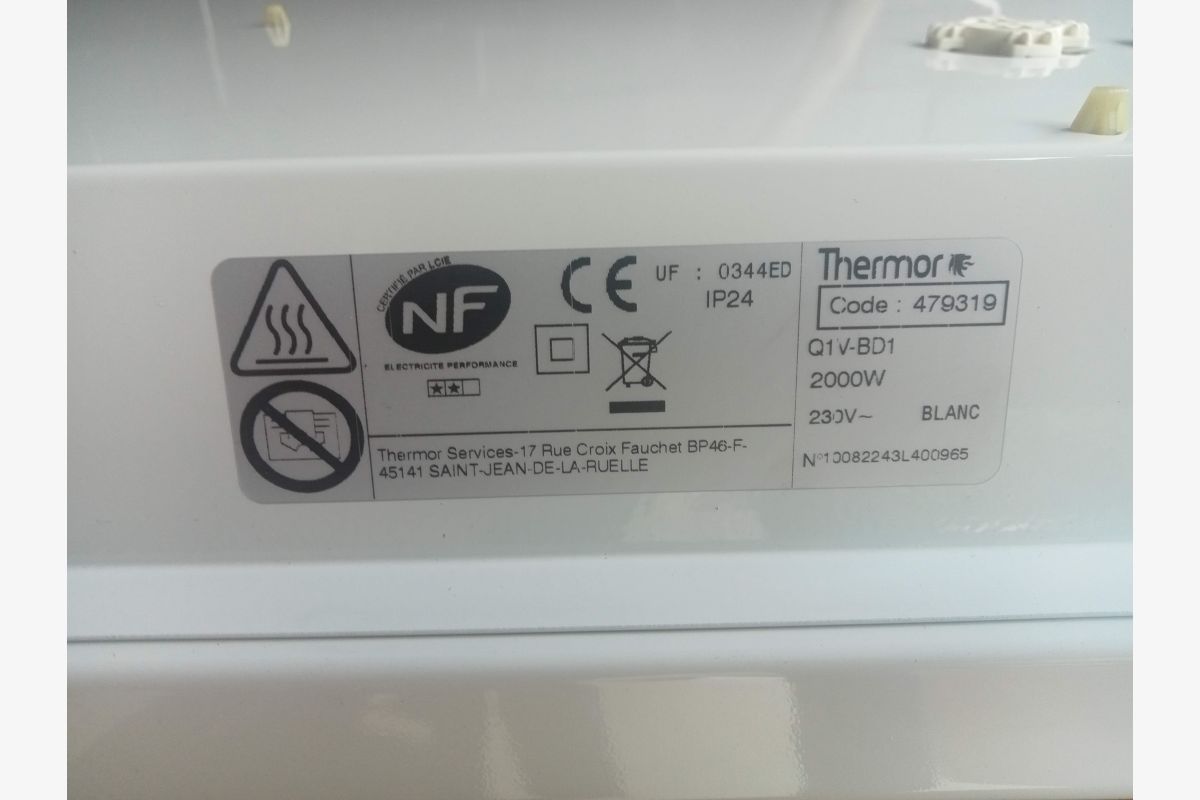 CERTIFIÉ PAR LCIE
NF
ELECTRICITE PERFORMANCE
CE
UF : 0344ED
IP24
Thermor Services-17 Rue Croix Fauchet BP46-F-
45141 SAINT-JEAN-DE-LA-RUELLE
Thermor
Code : 479319
Q1V-BD1
2000W
230V~ BLANC
N°10082243L400965